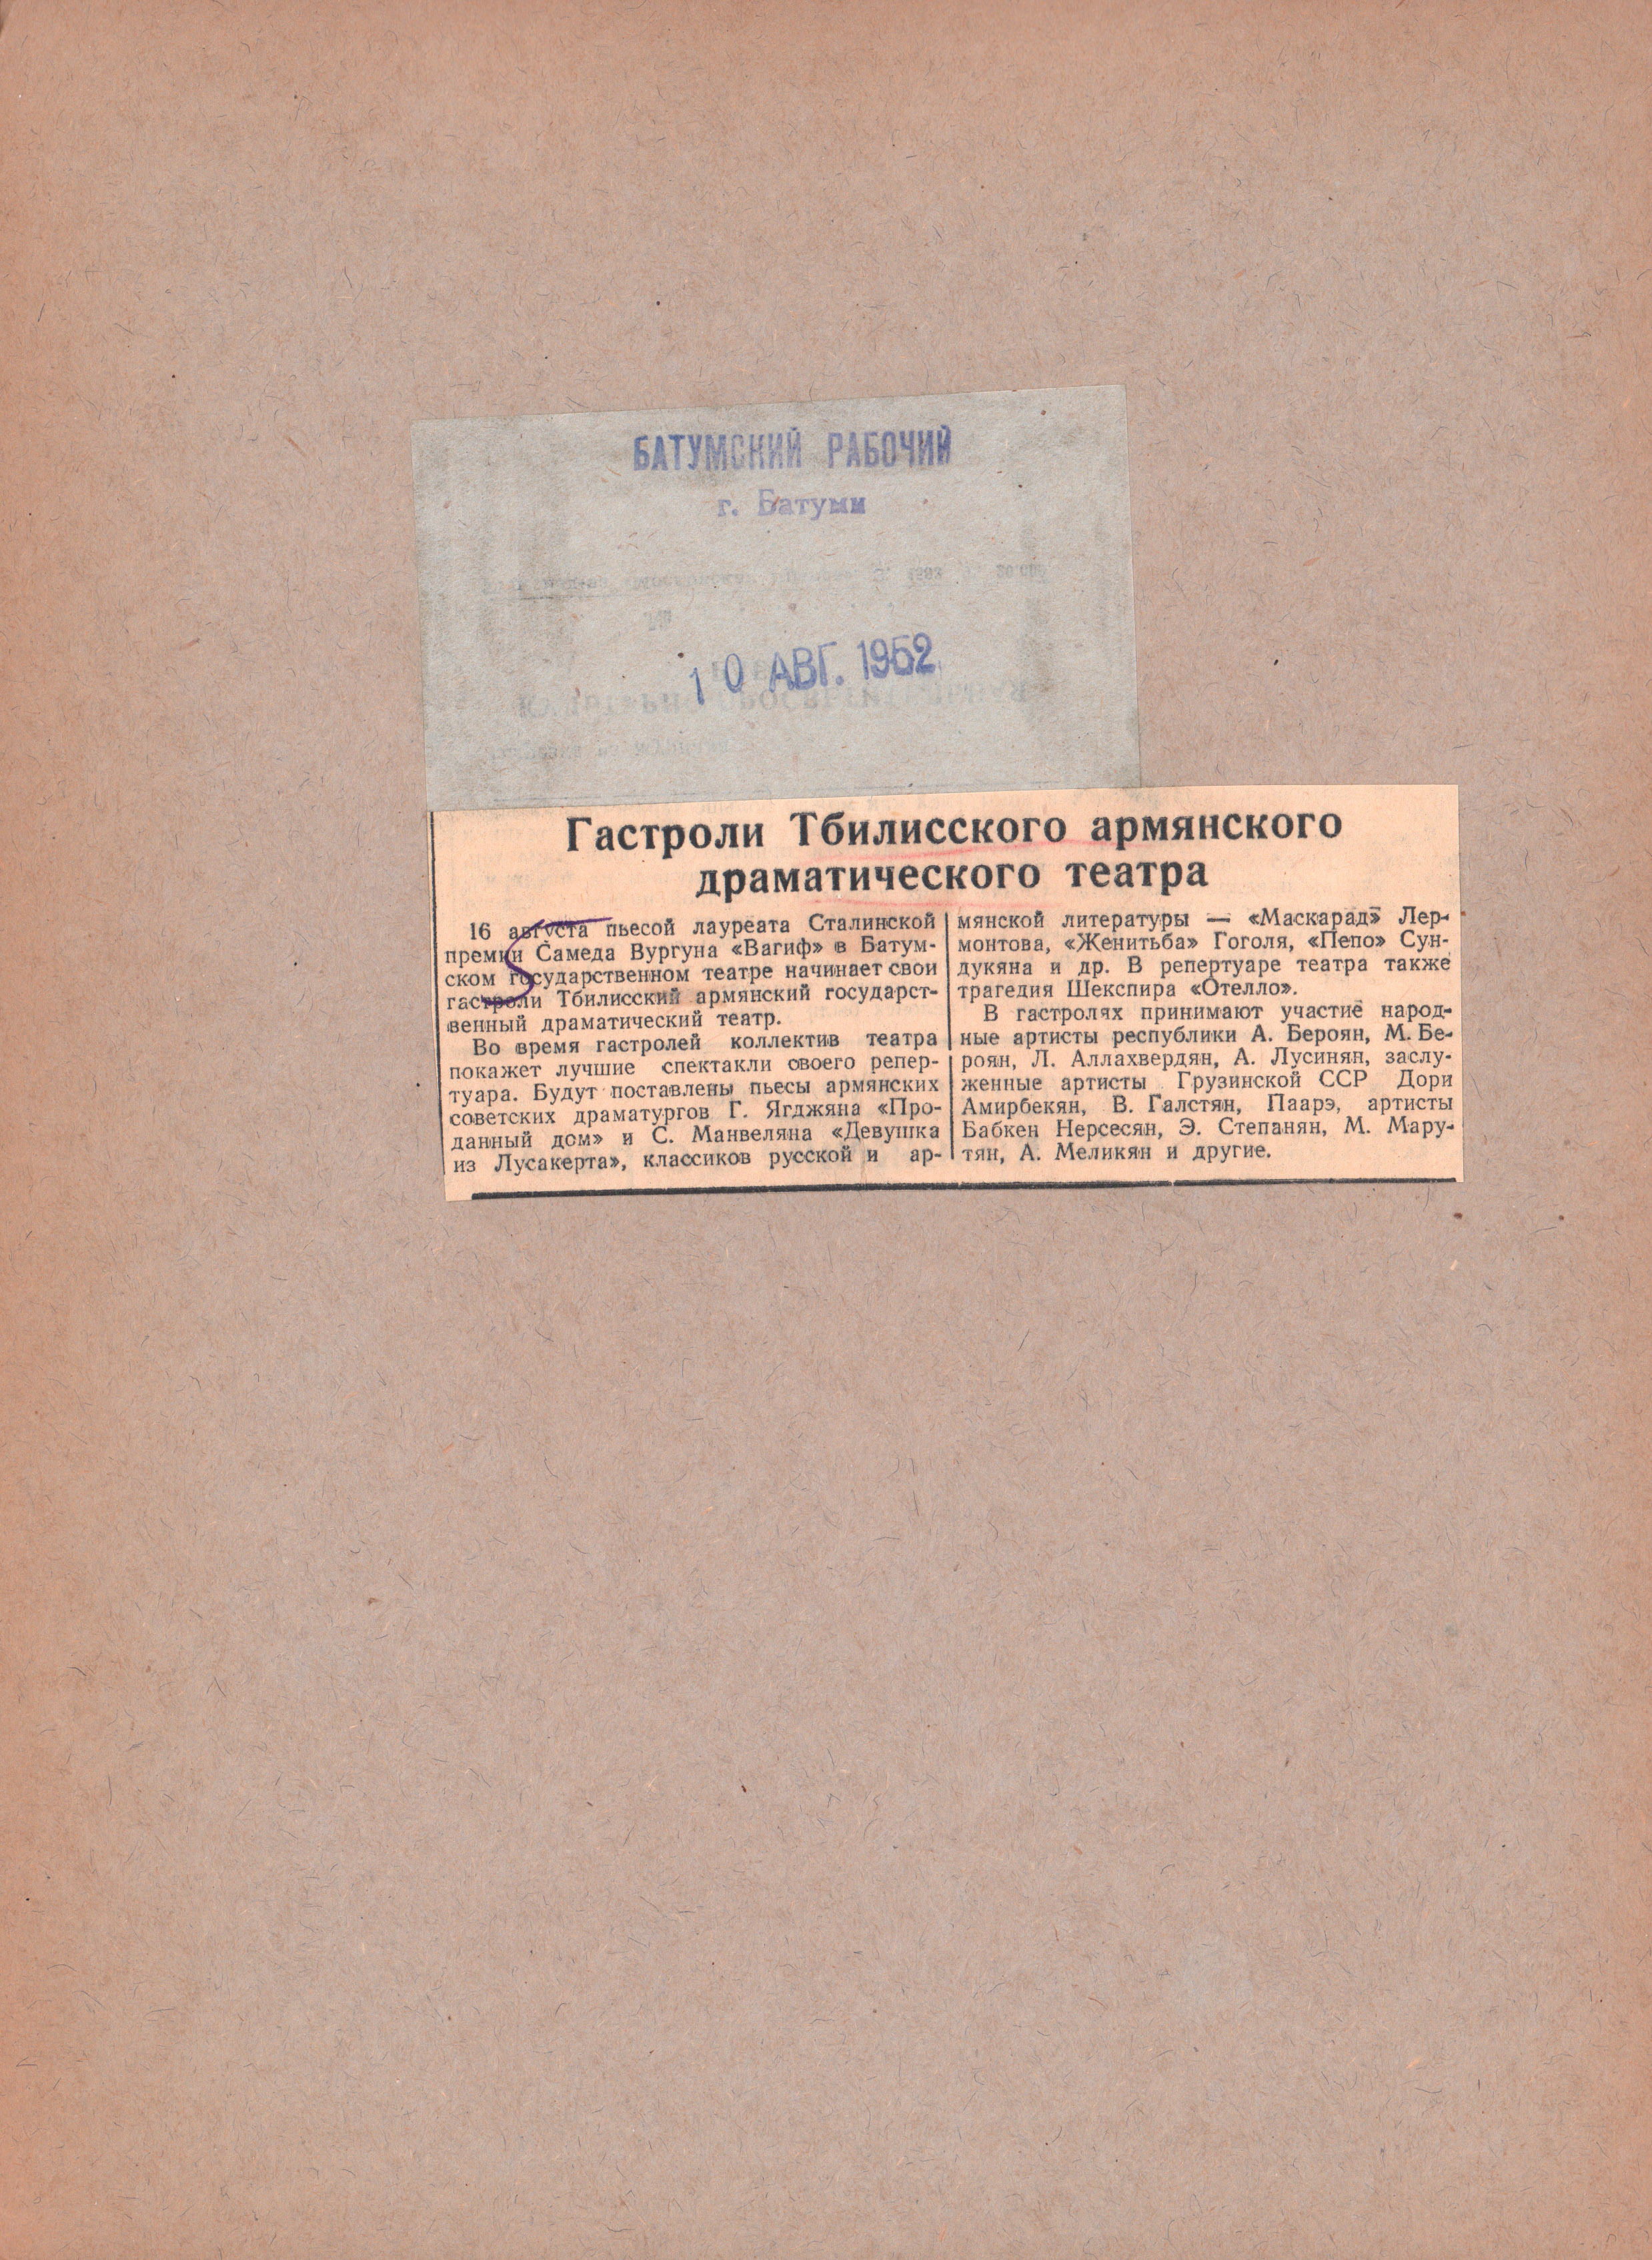 БАТУМСКИЙ РАБОЧИЙ
г. Батуми
10 АВГ. 1952
Гастроли Тбилисского армянского
драматического театра
16 августа пьесой лауреата Сталинской
премии Самеда Вургуна «Вагиф» в Батум-
ском государственном театре начинает свои
гастроли Тбилисский армянский государст-
венный драматический театр.
Во время гастролей коллектив театра
покажет лучшие спектакли своего репер-
туара. Будут поставлены пьесы армянских
советских драматургов Г. Ягджяна «Про-
данный дом» и С. Манвеляна «Девушка
из Лусакерта», классиков русской и ар-
мянской литературы — «Маскарад» Лер-
монтова, «Женитьба» Гоголя, «Пепо» Сун-
дукяна и др. В репертуаре театра также
трагедия Шекспира «Отелло».
В гастролях принимают участие народ-
ные артисты республики А. Бероян, М. Бе-
роян, Л. Аллахвердян, А. Лусинян, заслу-
женные артисты Грузинской ССР Дори
Амирбекян, В. Галстян, Паарэ, артисты
Бабкен Нерсесян, Э. Степанян, М. Мару-
тян, А. Меликян и другие.